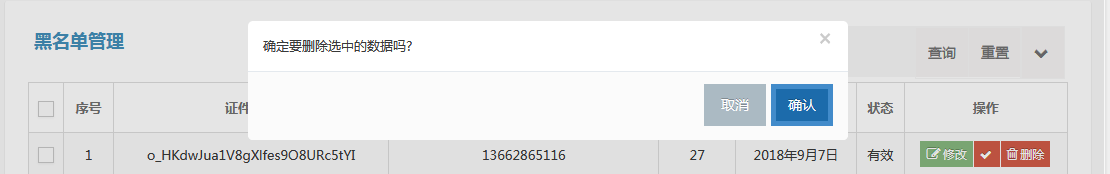 黑名单管理
确定要删除选中的数据吗?
×
查询 重置
取消 确认
序号 证件 状态 操作
1 o_HKdwJua1V8gXlfes9O8URc5tYI 13662865116 27 2018年9月7日 有效 修改 删除